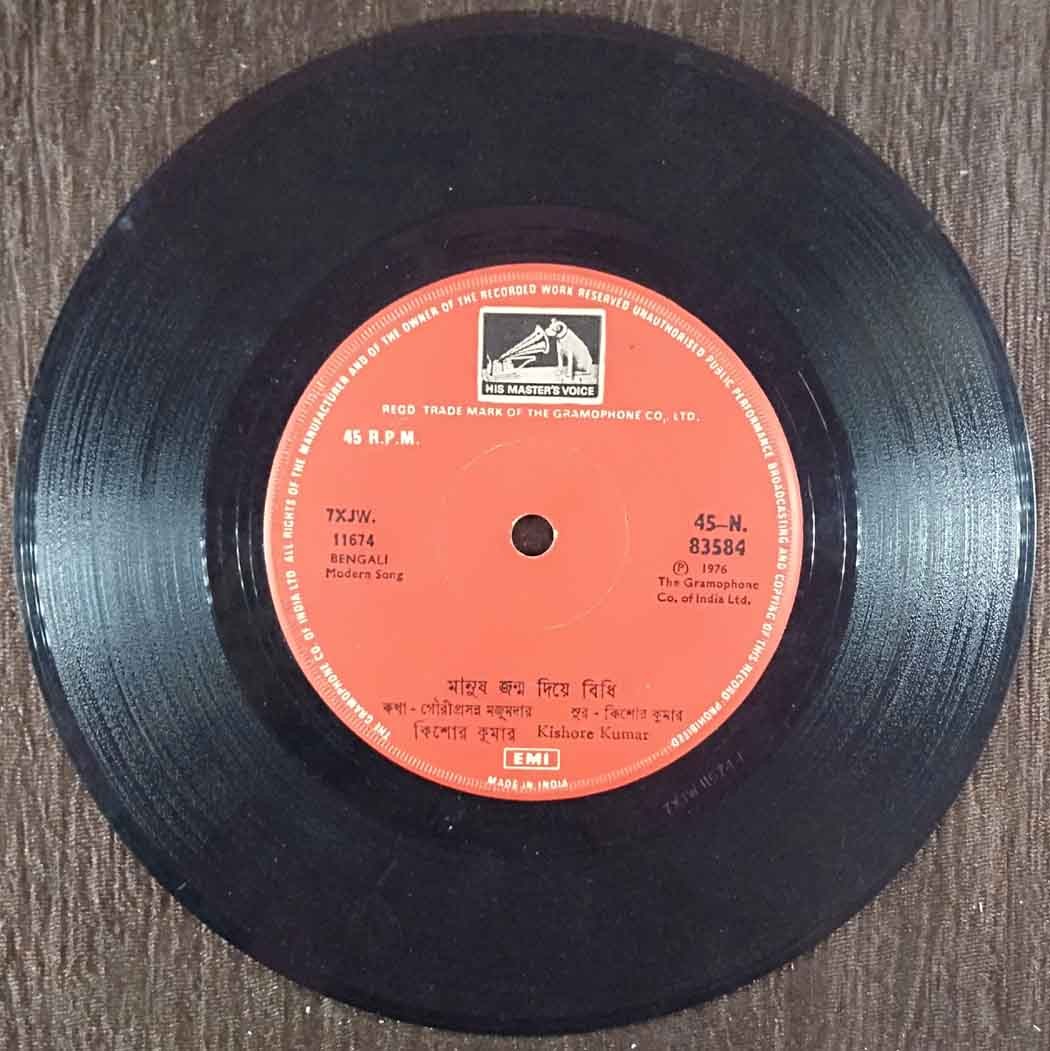 THE GRAMOPHONE CO. OF INDIA LTD ALL RIGHTS OF THE MANUFACTURER AND OF THE OWNER OF THE RECORDED WORK RESERVED UNAUTHORISED PUBLIC PERFORMANCE BROADCASTING AND COPYING OF THIS RECORD PROHIBITED
HIS MASTER'S VOICE
REGD TRADE MARK OF THE GRAMOPHONE CO., LTD.
45 R.P.M.
7XJW.
11674
BENGALI
Modern Song
45–N.
83584
Ⓟ 1976
The Gramophone
Co. of India Ltd.
মানুষ জন্ম দিয়ে বিধি
কথা - গৌরীপ্রসন্ন মজুমদার সুর - কিশোর কুমার
কিশোর কুমার Kishore Kumar
EMI
MADE IN INDIA